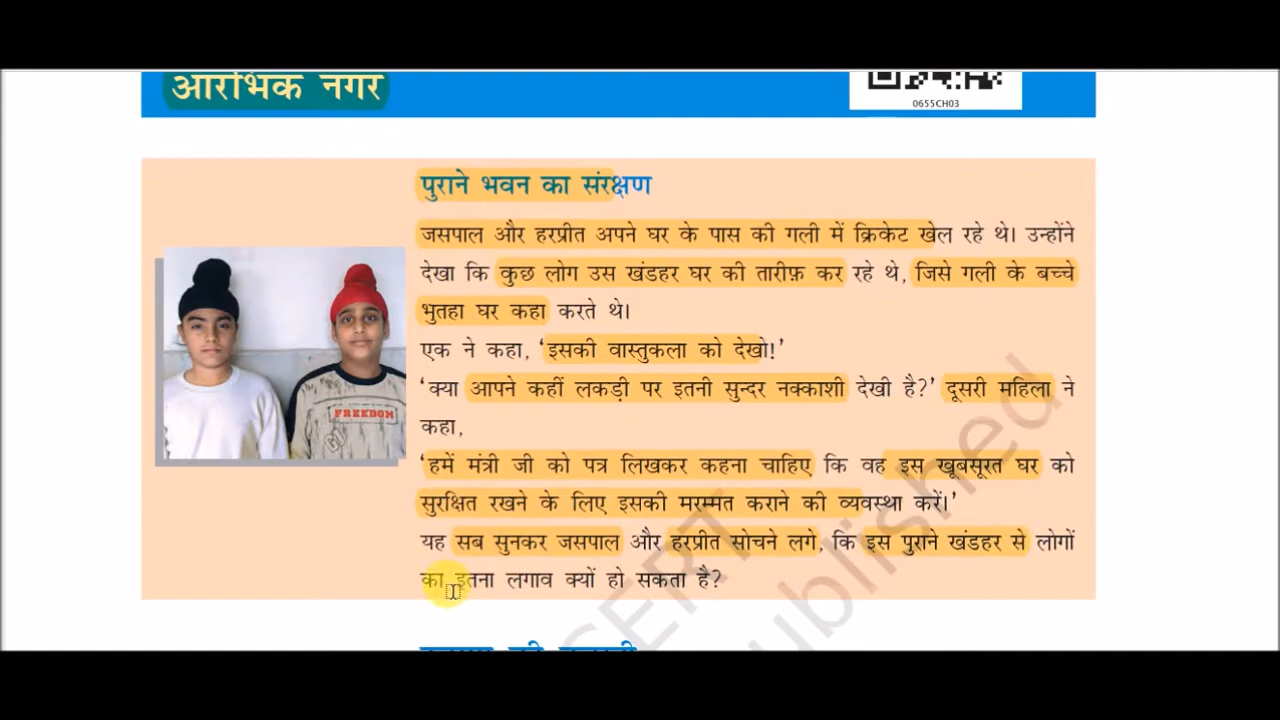 आरंभिक नगर
0655CH03
पुराने भवन का संरक्षण
जसपाल और हरप्रीत अपने घर के पास की गली में क्रिकेट खेल रहे थे। उन्होंने
देखा कि कुछ लोग उस खंडहर घर की तारीफ़ कर रहे थे, जिसे गली के बच्चे
भुतहा घर कहा करते थे।
एक ने कहा, ‘इसकी वास्तुकला को देखो!’
‘क्या आपने कहीं लकड़ी पर इतनी सुन्दर नक्काशी देखी है?’ दूसरी महिला ने
कहा,
‘हमें मंत्री जी को पत्र लिखकर कहना चाहिए कि वह इस खूबसूरत घर को
सुरक्षित रखने के लिए इसकी मरम्मत कराने की व्यवस्था करें।’
यह सब सुनकर जसपाल और हरप्रीत सोचने लगे, कि इस पुराने खंडहर से लोगों
का इतना लगाव क्यों हो सकता है?
FREEDOM